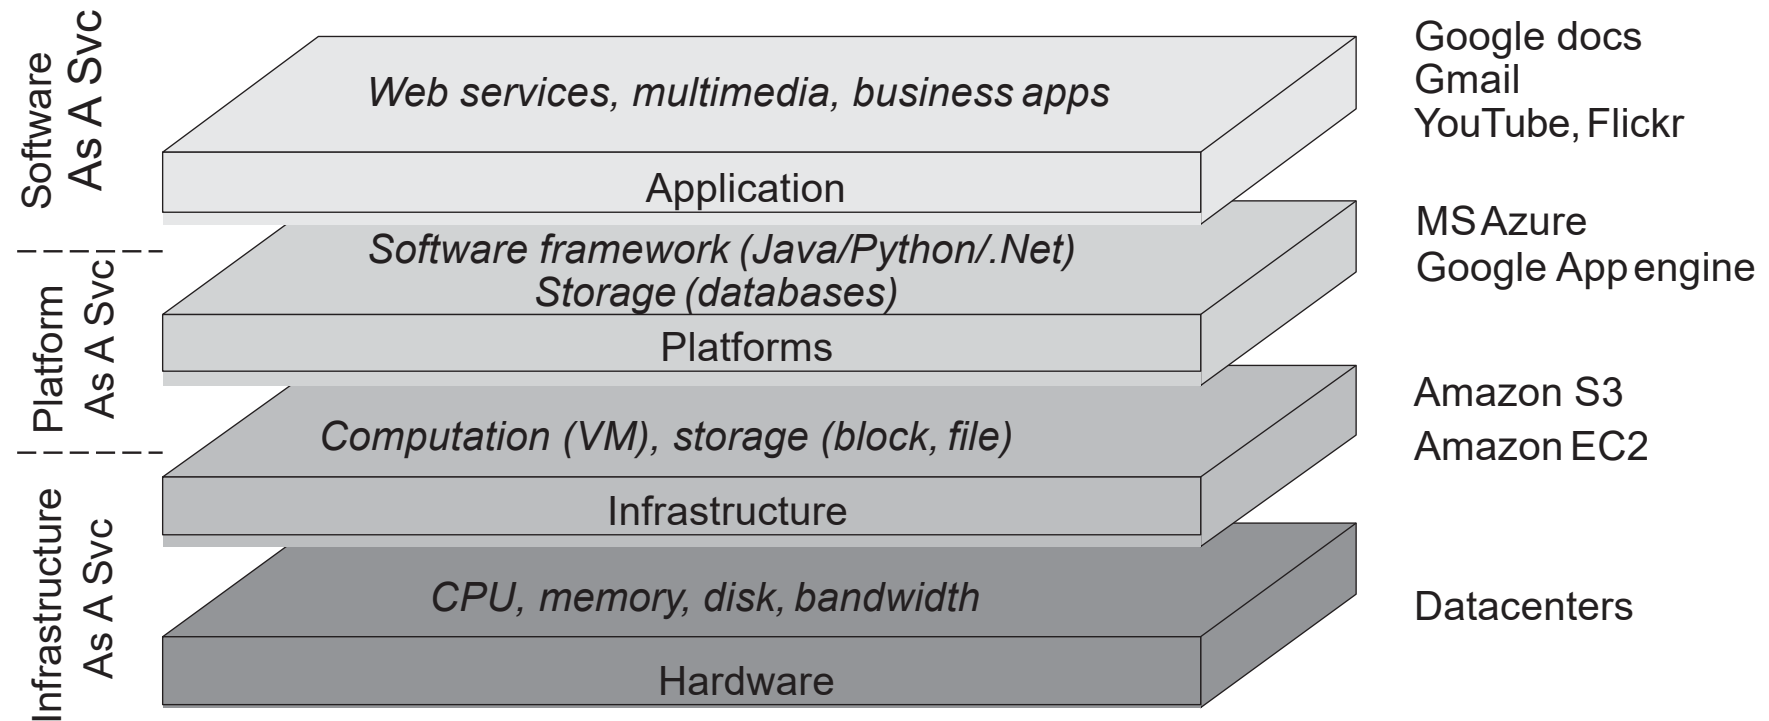 Software
As A Svc
Web services, multimedia, business apps
Application
Google docs
Gmail
YouTube, Flickr
Platform
As A Svc
Software framework (Java/Python/.Net)
Storage (databases)
Platforms
MS Azure
Google App engine
Computation (VM), storage (block, file)
Infrastructure
Amazon S3
Amazon EC2
Infrastructure
As A Svc
CPU, memory, disk, bandwidth
Hardware
Datacenters